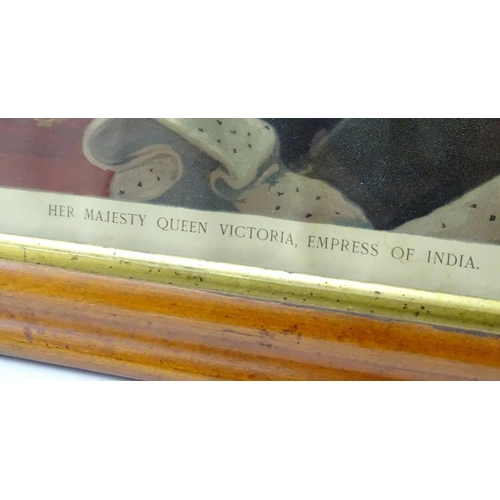 HER MAJESTY QUEEN VICTORIA, EMPRESS OF INDIA.